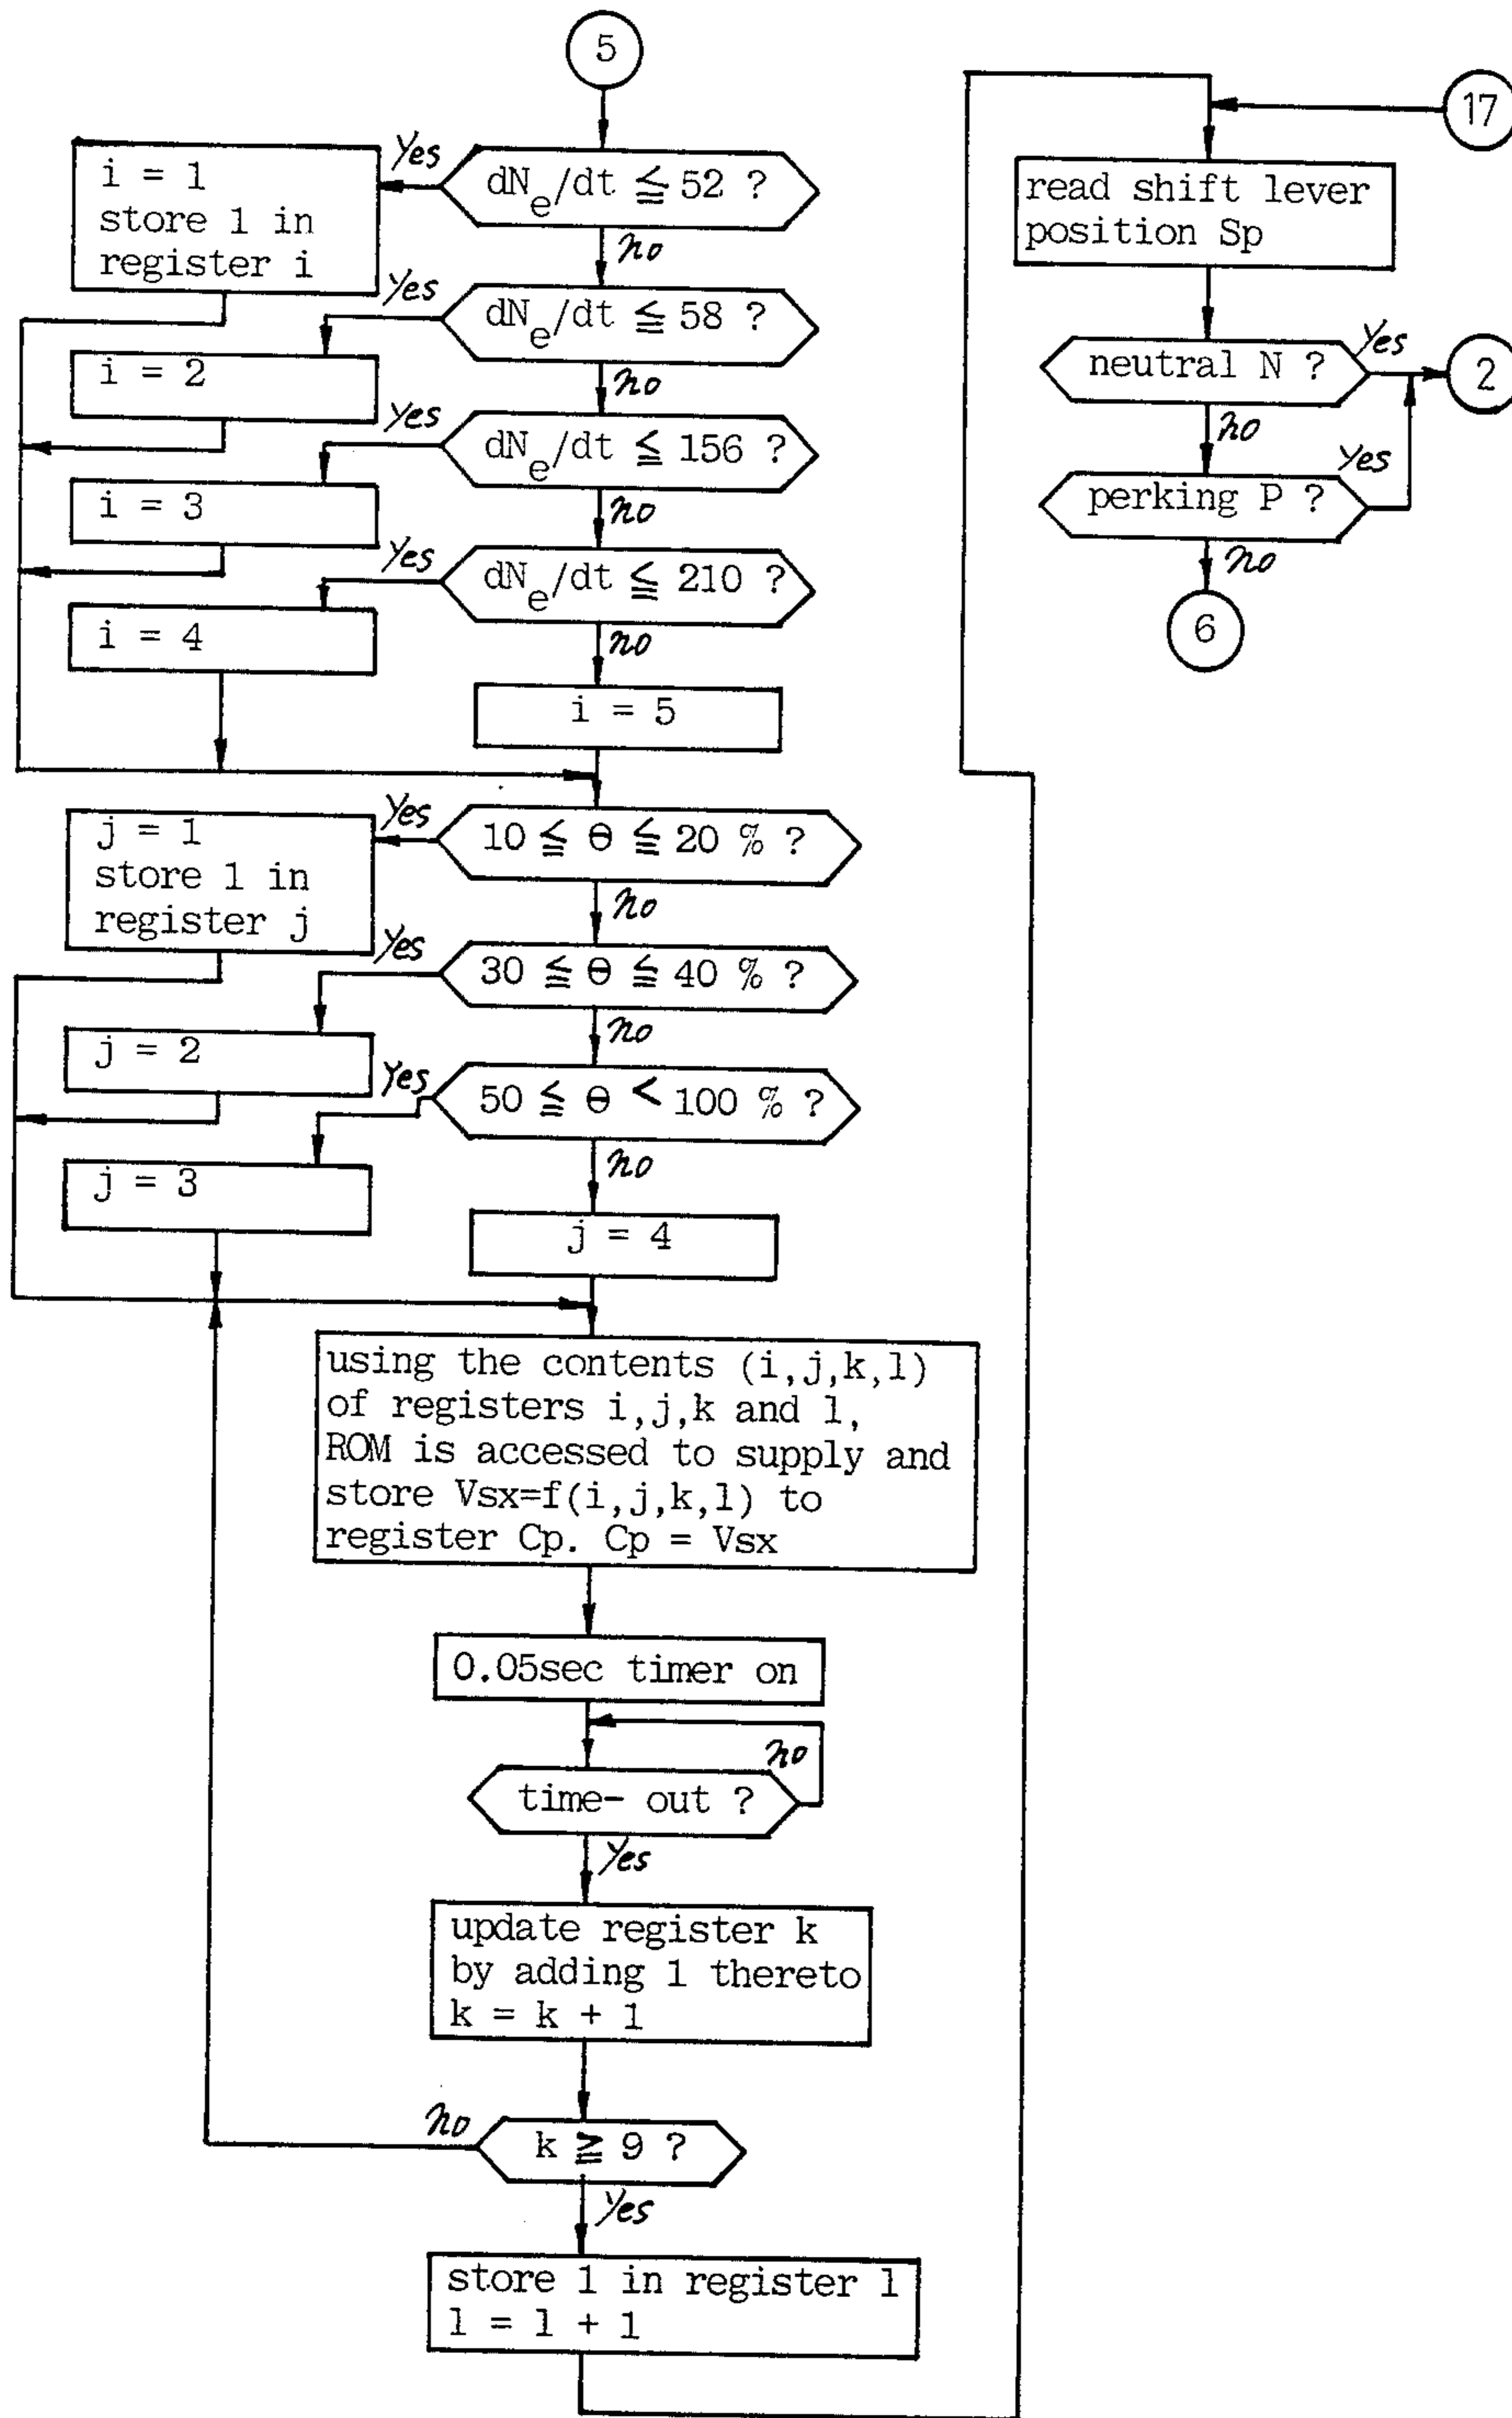 5
dNe/dt ≦ 52 ?
Yes
i = 1
store 1 in
register i
no
dNe/dt ≦ 58 ?
Yes
i = 2
no
dNe/dt ≦ 156 ?
Yes
i = 3
no
dNe/dt ≦ 210 ?
Yes
i = 4
no
i = 5
10 ≦ Θ ≦ 20 % ?
Yes
j = 1
store 1 in
register j
no
30 ≦ Θ ≦ 40 % ?
Yes
j = 2
no
50 ≦ Θ < 100 % ?
Yes
j = 3
no
j = 4
using the contents (i,j,k,l)
of registers i,j,k and l,
ROM is accessed to supply and
store Vsx=f(i,j,k,l) to
register Cp. Cp = Vsx
0.05sec timer on
time- out ?
no
Yes
update register k
by adding 1 thereto
k = k + 1
k ≧ 9 ?
no
Yes
store 1 in register l
l = l + 1
17
read shift lever
position Sp
neutral N ?
Yes
2
no
perking P ?
Yes
no
6